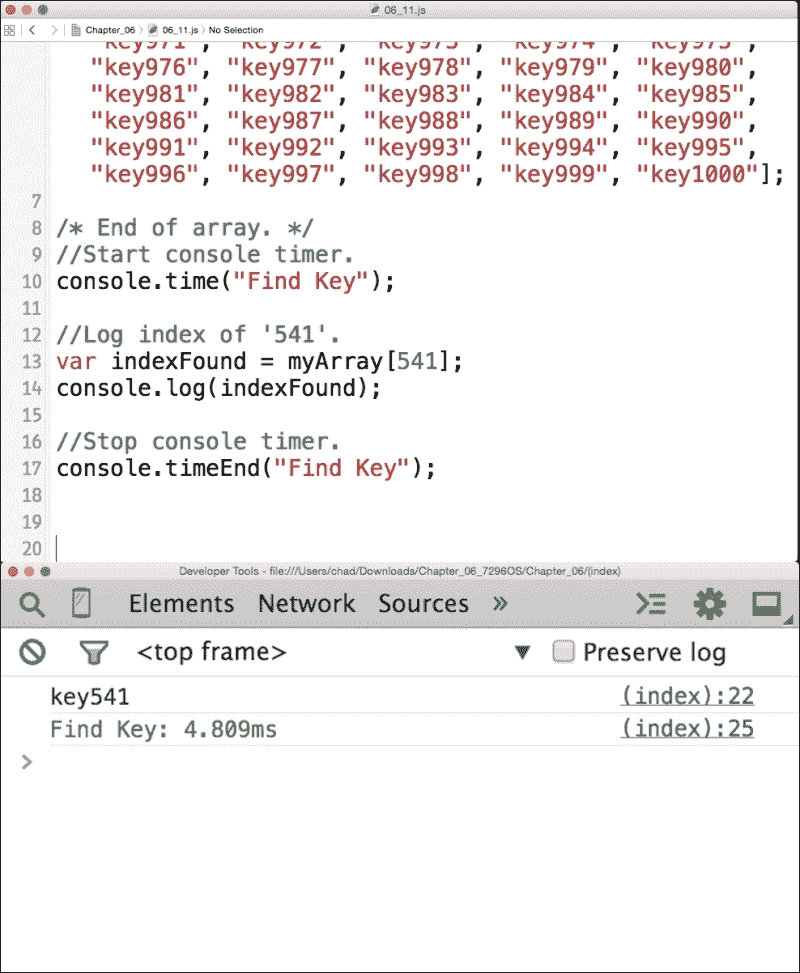 06_11.js
Chapter_06 > 06_11.js > No Selection
"key971", "key972", "key973", "key974", "key975",
"key976", "key977", "key978", "key979", "key980",
"key981", "key982", "key983", "key984", "key985",
"key986", "key987", "key988", "key989", "key990",
"key991", "key992", "key993", "key994", "key995",
"key996", "key997", "key998", "key999", "key1000"];
7
8 /* End of array. */
9 //Start console timer.
10 console.time("Find Key");
11
12 //Log index of '541'.
13 var indexFound = myArray[541];
14 console.log(indexFound);
15
16 //Stop console timer.
17 console.timeEnd("Find Key");
18
19
20
Developer Tools - file:///Users/chad/Downloads/Chapter_06_7296OS/Chapter_06/(index)
Elements Network Sources »
<top frame> ▼ Preserve log
key541 (index):22
Find Key: 4.809ms (index):25
>